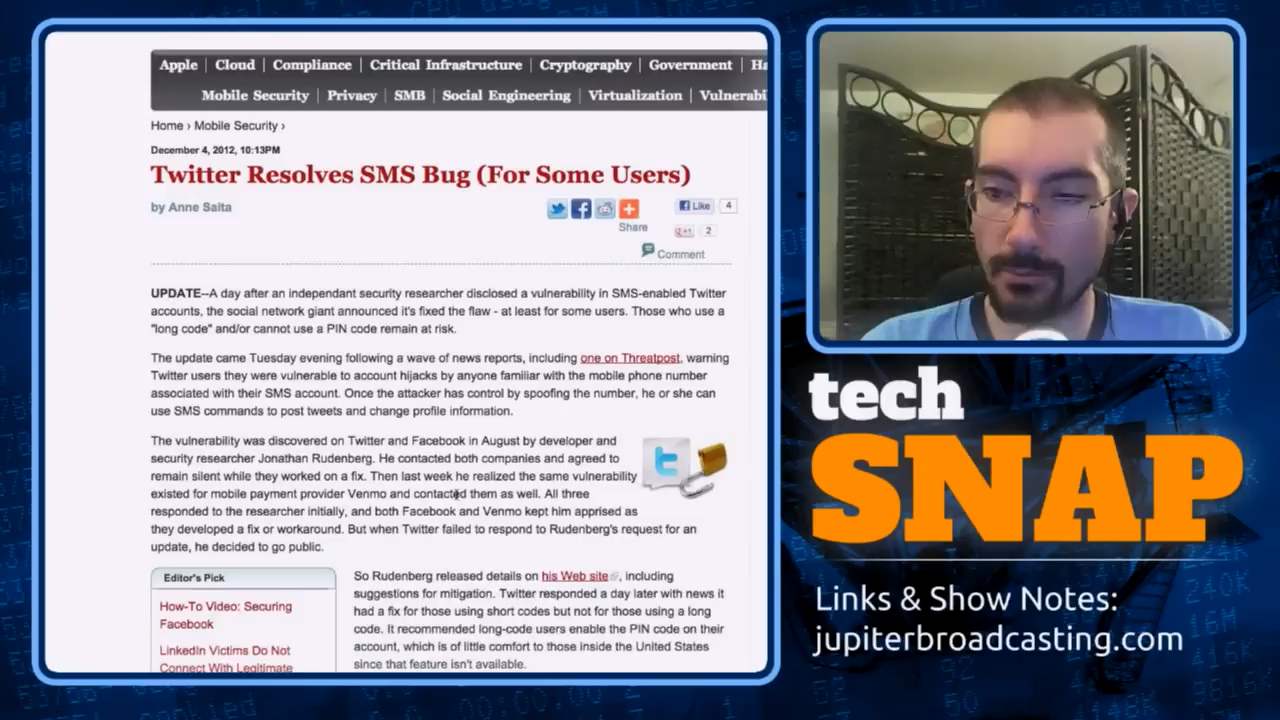 Apple | Cloud | Compliance | Critical Infrastructure | Cryptography | Government | Ha
Mobile Security | Privacy | SMB | Social Engineering | Virtualization | Vulnerabi
Home › Mobile Security ›
December 4, 2012, 10:13PM
Twitter Resolves SMS Bug (For Some Users)
by Anne Saita
Like 4
Share
+1 2
Comment
UPDATE--A day after an independant security researcher disclosed a vulnerability in SMS-enabled Twitter
accounts, the social network giant announced it's fixed the flaw - at least for some users. Those who use a
"long code" and/or cannot use a PIN code remain at risk.
The update came Tuesday evening following a wave of news reports, including one on Threatpost, warning
Twitter users they were vulnerable to account hijacks by anyone familiar with the mobile phone number
associated with their SMS account. Once the attacker has control by spoofing the number, he or she can
use SMS commands to post tweets and change profile information.
The vulnerability was discovered on Twitter and Facebook in August by developer and
security researcher Jonathan Rudenberg. He contacted both companies and agreed to
remain silent while they worked on a fix. Then last week he realized the same vulnerability
existed for mobile payment provider Venmo and contacted them as well. All three
responded to the researcher initially, and both Facebook and Venmo kept him apprised as
they developed a fix or workaround. But when Twitter failed to respond to Rudenberg's request for an
update, he decided to go public.
Editor's Pick
How-To Video: Securing
Facebook
LinkedIn Victims Do Not
Connect With Legitimate
So Rudenberg released details on his Web site, including
suggestions for mitigation. Twitter responded a day later with news it
had a fix for those using short codes but not for those using a long
code. It recommended long-code users enable the PIN code on their
account, which is of little comfort to those inside the United States
since that feature isn't available.
tech
SNAP
Links & Show Notes:
jupiterbroadcasting.com